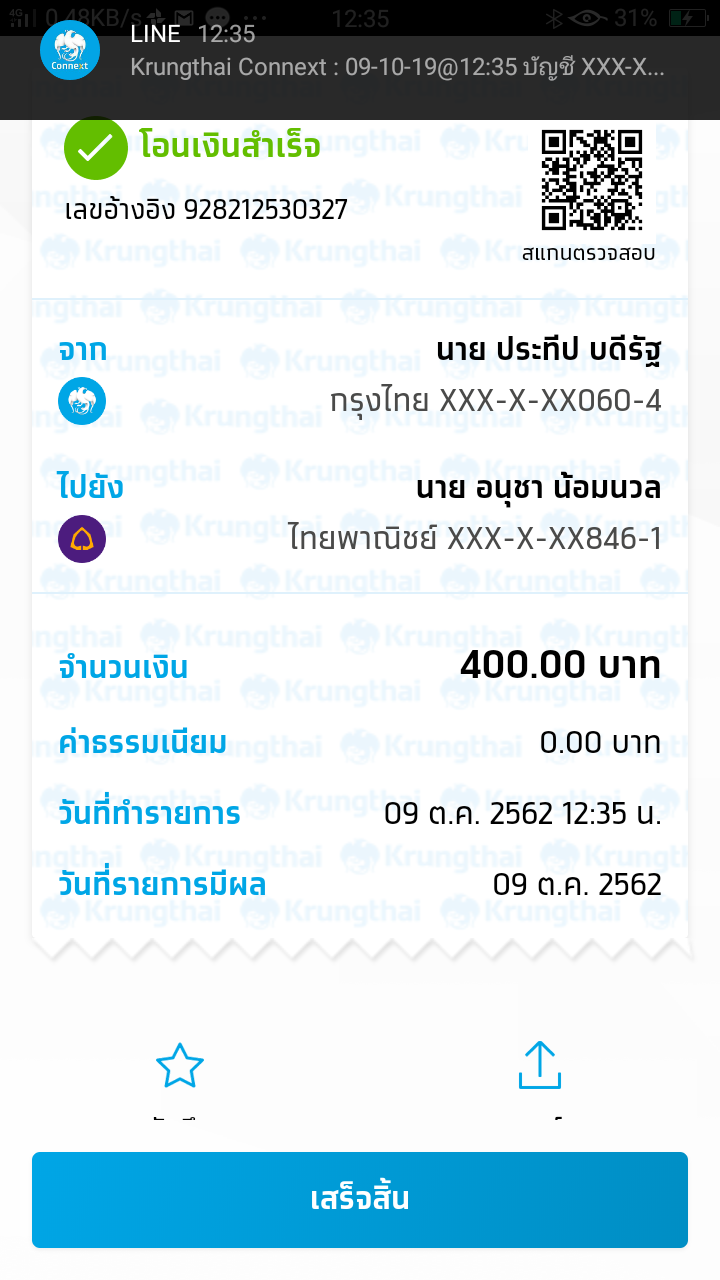 4G 0.48KB/s 12:35 31%
LINE 12:35
Connext
Krungthai Connext : 09-10-19@12:35 บัญชี XXX-X...
โอนเงินสำเร็จ
เลขอ้างอิง 928212530327
สแกนตรวจสอบ
จาก นาย ประทีป บดีรัฐ
กรุงไทย XXX-X-XX060-4
ไปยัง นาย อนุชา น้อมนวล
ไทยพาณิชย์ XXX-X-XX846-1
จำนวนเงิน 400.00 บาท
ค่าธรรมเนียม 0.00 บาท
วันที่ทำรายการ 09 ต.ค. 2562 12:35 น.
วันที่รายการมีผล 09 ต.ค. 2562
เสร็จสิ้น